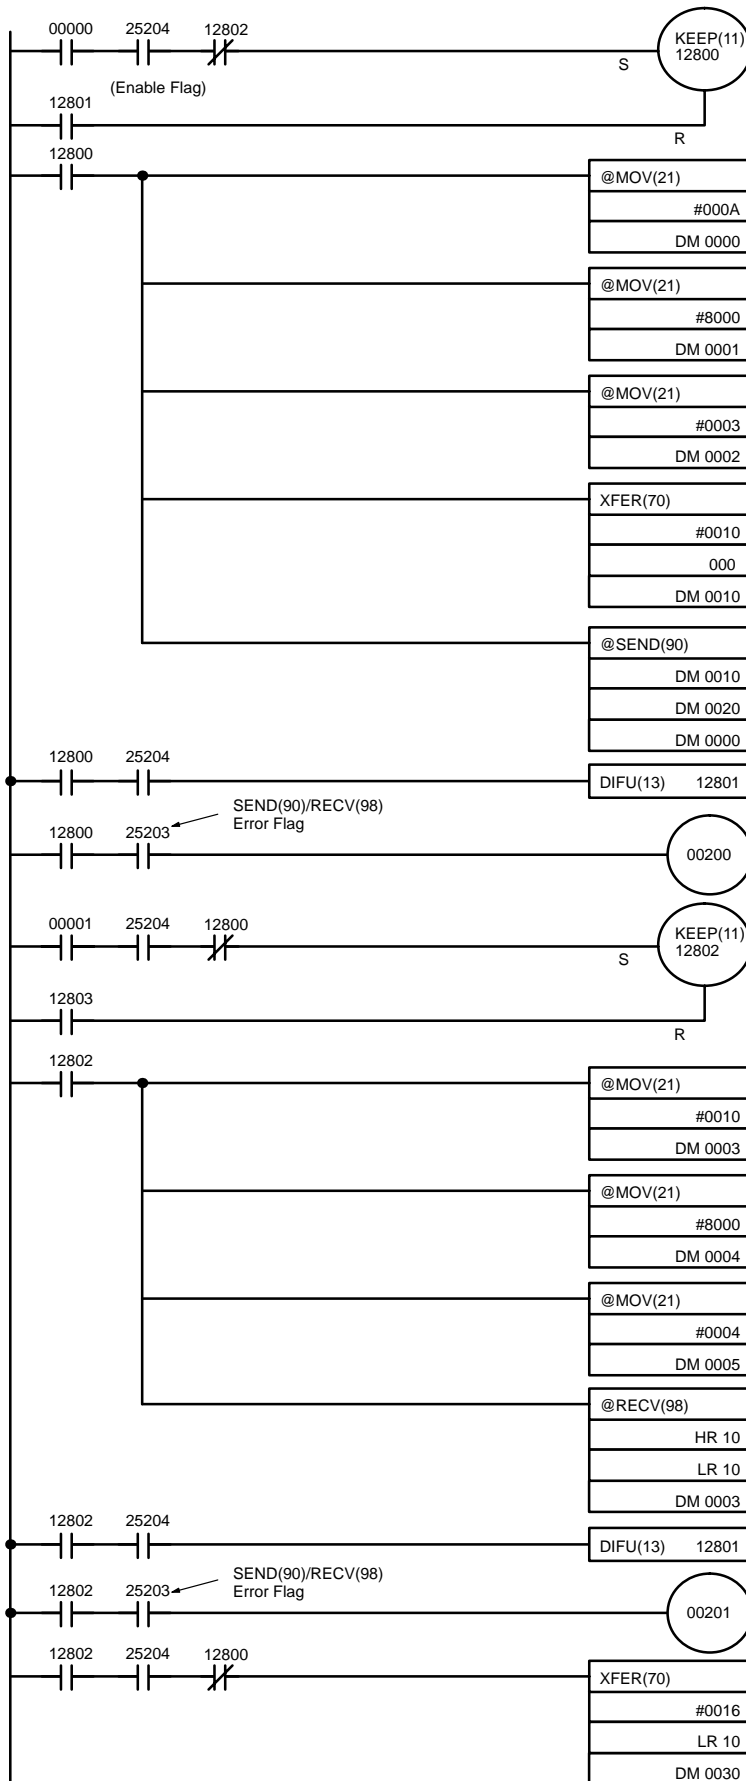 00000 25204 12802
KEEP(11)
12800
S
(Enable Flag)
12801
R
12800
@MOV(21)
#000A
DM 0000
@MOV(21)
#8000
DM 0001
@MOV(21)
#0003
DM 0002
XFER(70)
#0010
000
DM 0010
@SEND(90)
DM 0010
DM 0020
DM 0000
12800 25204
DIFU(13) 12801
SEND(90)/RECV(98)
Error Flag
12800 25203
00200
00001 25204 12800
KEEP(11)
12802
S
12803
R
12802
@MOV(21)
#0010
DM 0003
@MOV(21)
#8000
DM 0004
@MOV(21)
#0004
DM 0005
@RECV(98)
HR 10
LR 10
DM 0003
12802 25204
DIFU(13) 12801
SEND(90)/RECV(98)
Error Flag
12802 25203
00201
12802 25204 12800
XFER(70)
#0016
LR 10
DM 0030